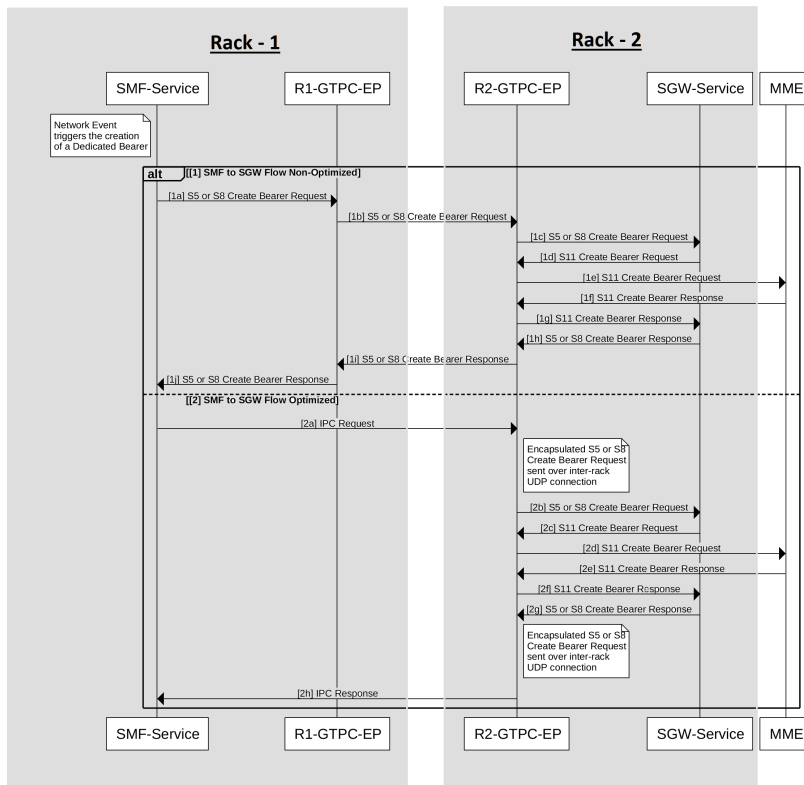 Rack - 1
Rack - 2
SMF-Service
R1-GTPC-EP
R2-GTPC-EP
SGW-Service
MME
Network Event
triggers the creation
of a Dedicated Bearer
alt
[[1] SMF to SGW Flow Non-Optimized]
[1a] S5 or S8 Create Bearer Request
[1b] S5 or S8 Create Bearer Request
[1c] S5 or S8 Create Bearer Request
[1d] S11 Create Bearer Request
[1e] S11 Create Bearer Request
[1f] S11 Create Bearer Response
[1g] S11 Create Bearer Response
[1h] S5 or S8 Create Bearer Response
[1i] S5 or S8 Create Bearer Response
[1j] S5 or S8 Create Bearer Response
[[2] SMF to SGW Flow Optimized]
[2a] IPC Request
Encapsulated S5 or S8
Create Bearer Request
sent over inter-rack
UDP connection
[2b] S5 or S8 Create Bearer Request
[2c] S11 Create Bearer Request
[2d] S11 Create Bearer Request
[2e] S11 Create Bearer Response
[2f] S11 Create Bearer Response
[2g] S5 or S8 Create Bearer Response
Encapsulated S5 or S8
Create Bearer Request
sent over inter-rack
UDP connection
[2h] IPC Response
SMF-Service
R1-GTPC-EP
R2-GTPC-EP
SGW-Service
MME